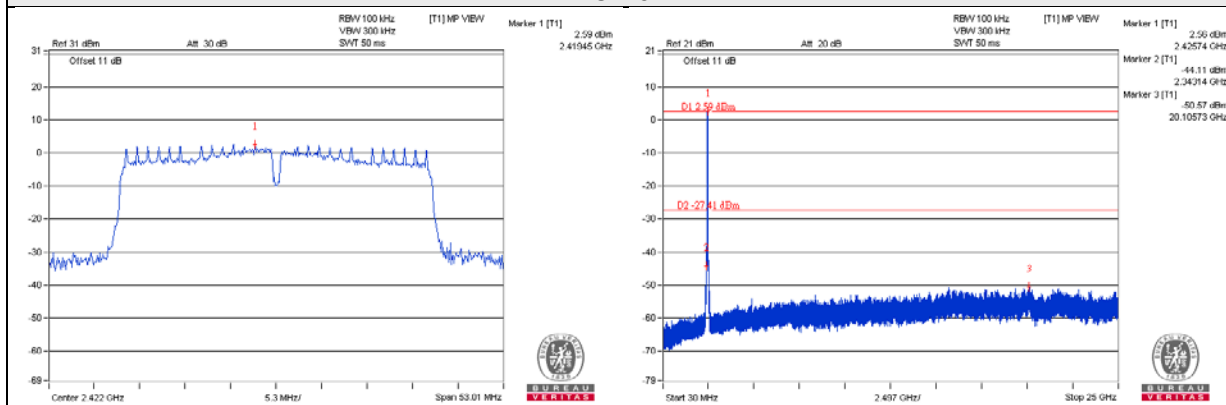 RBW 100 kHz
VBW 300 kHz
SWT 50 ms
[T1] MP VIEW
Marker 1 [T1]
2.59 dBm
2.41945 GHz
Ref 31 dBm
Att 30 dB
Offset 11 dB
31
20
10
0
-10
-20
-30
-40
-50
-60
-69
1
Center 2.422 GHz
5.3 MHz/
Span 53.01 MHz
BUREAU VERITAS
1828
BUREAU
VERITAS
RBW 100 kHz
VBW 300 kHz
SWT 50 ms
[T1] MP VIEW
Marker 1 [T1]
2.56 dBm
2.42574 GHz
Marker 2 [T1]
-44.11 dBm
2.34314 GHz
Marker 3 [T1]
-50.57 dBm
20.10573 GHz
Ref 21 dBm
Att 20 dB
Offset 11 dB
21
10
0
-10
-20
-30
-40
-50
-60
-70
-79
1
D1 2.59 dBm
D2 -27.41 dBm
2
3
Start 30 MHz
2.497 GHz/
Stop 25 GHz
BUREAU VERITAS
1828
BUREAU
VERITAS